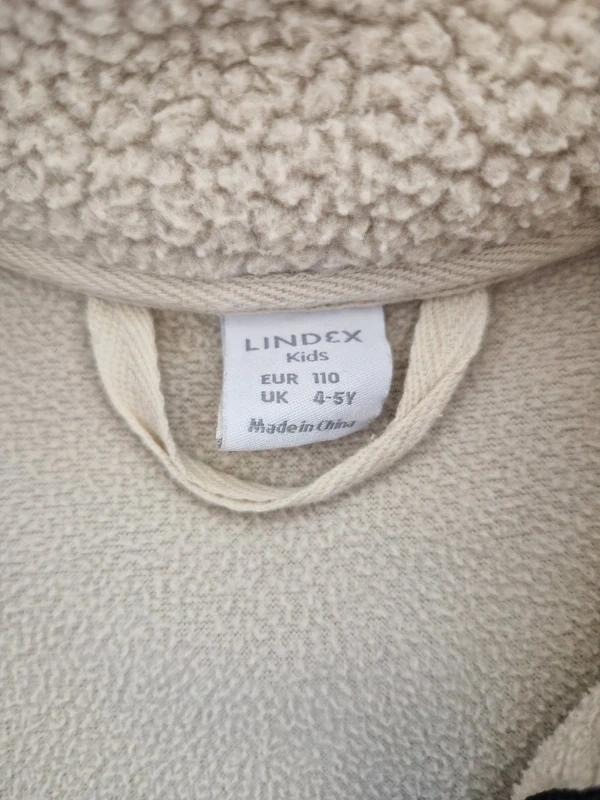 LINDEX
Kids
EUR 110
UK 4-5Y
Made in China